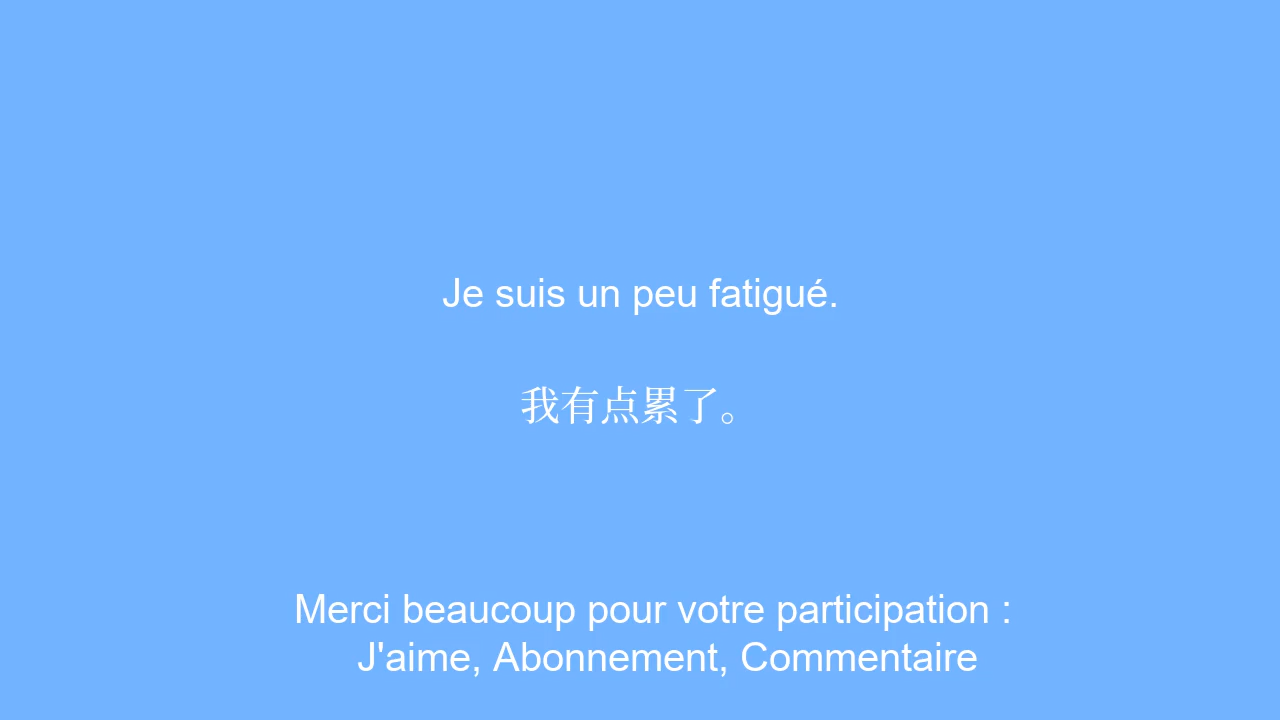 Je suis un peu fatigué.
我有点累了。
Merci beaucoup pour votre participation :
J'aime, Abonnement, Commentaire